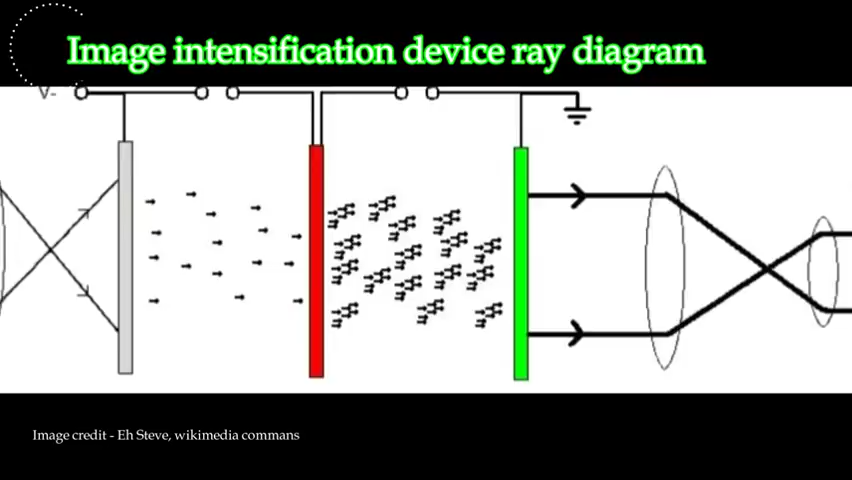 Image intensification device ray diagram
V-
Image credit - Eh Steve, wikimedia commans